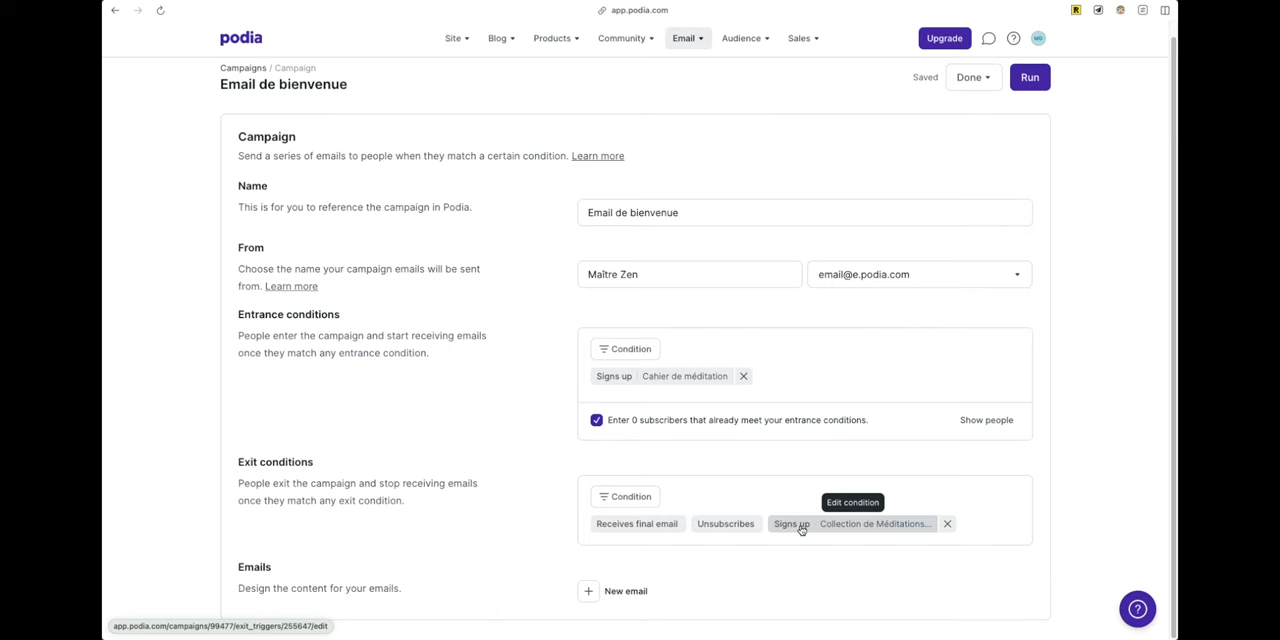 app.podia.com
R
podia
Site
Blog
Products
Community
Email
Audience
Sales
Upgrade
MD
Campaigns / Campaign
Email de bienvenue
Saved
Done
Run
Campaign
Send a series of emails to people when they match a certain condition. Learn more
Name
This is for you to reference the campaign in Podia.
Email de bienvenue
From
Choose the name your campaign emails will be sent
from. Learn more
Maître Zen
email@e.podia.com
Entrance conditions
People enter the campaign and start receiving emails
once they match any entrance condition.
Condition
Signs up Cahier de méditation
Enter 0 subscribers that already meet your entrance conditions.
Show people
Exit conditions
People exit the campaign and stop receiving emails
once they match any exit condition.
Condition
Edit condition
Receives final email
Unsubscribes
Signs up Collection de Méditations...
Emails
Design the content for your emails.
New email
app.podia.com/campaigns/99477/exit_triggers/255647/edit